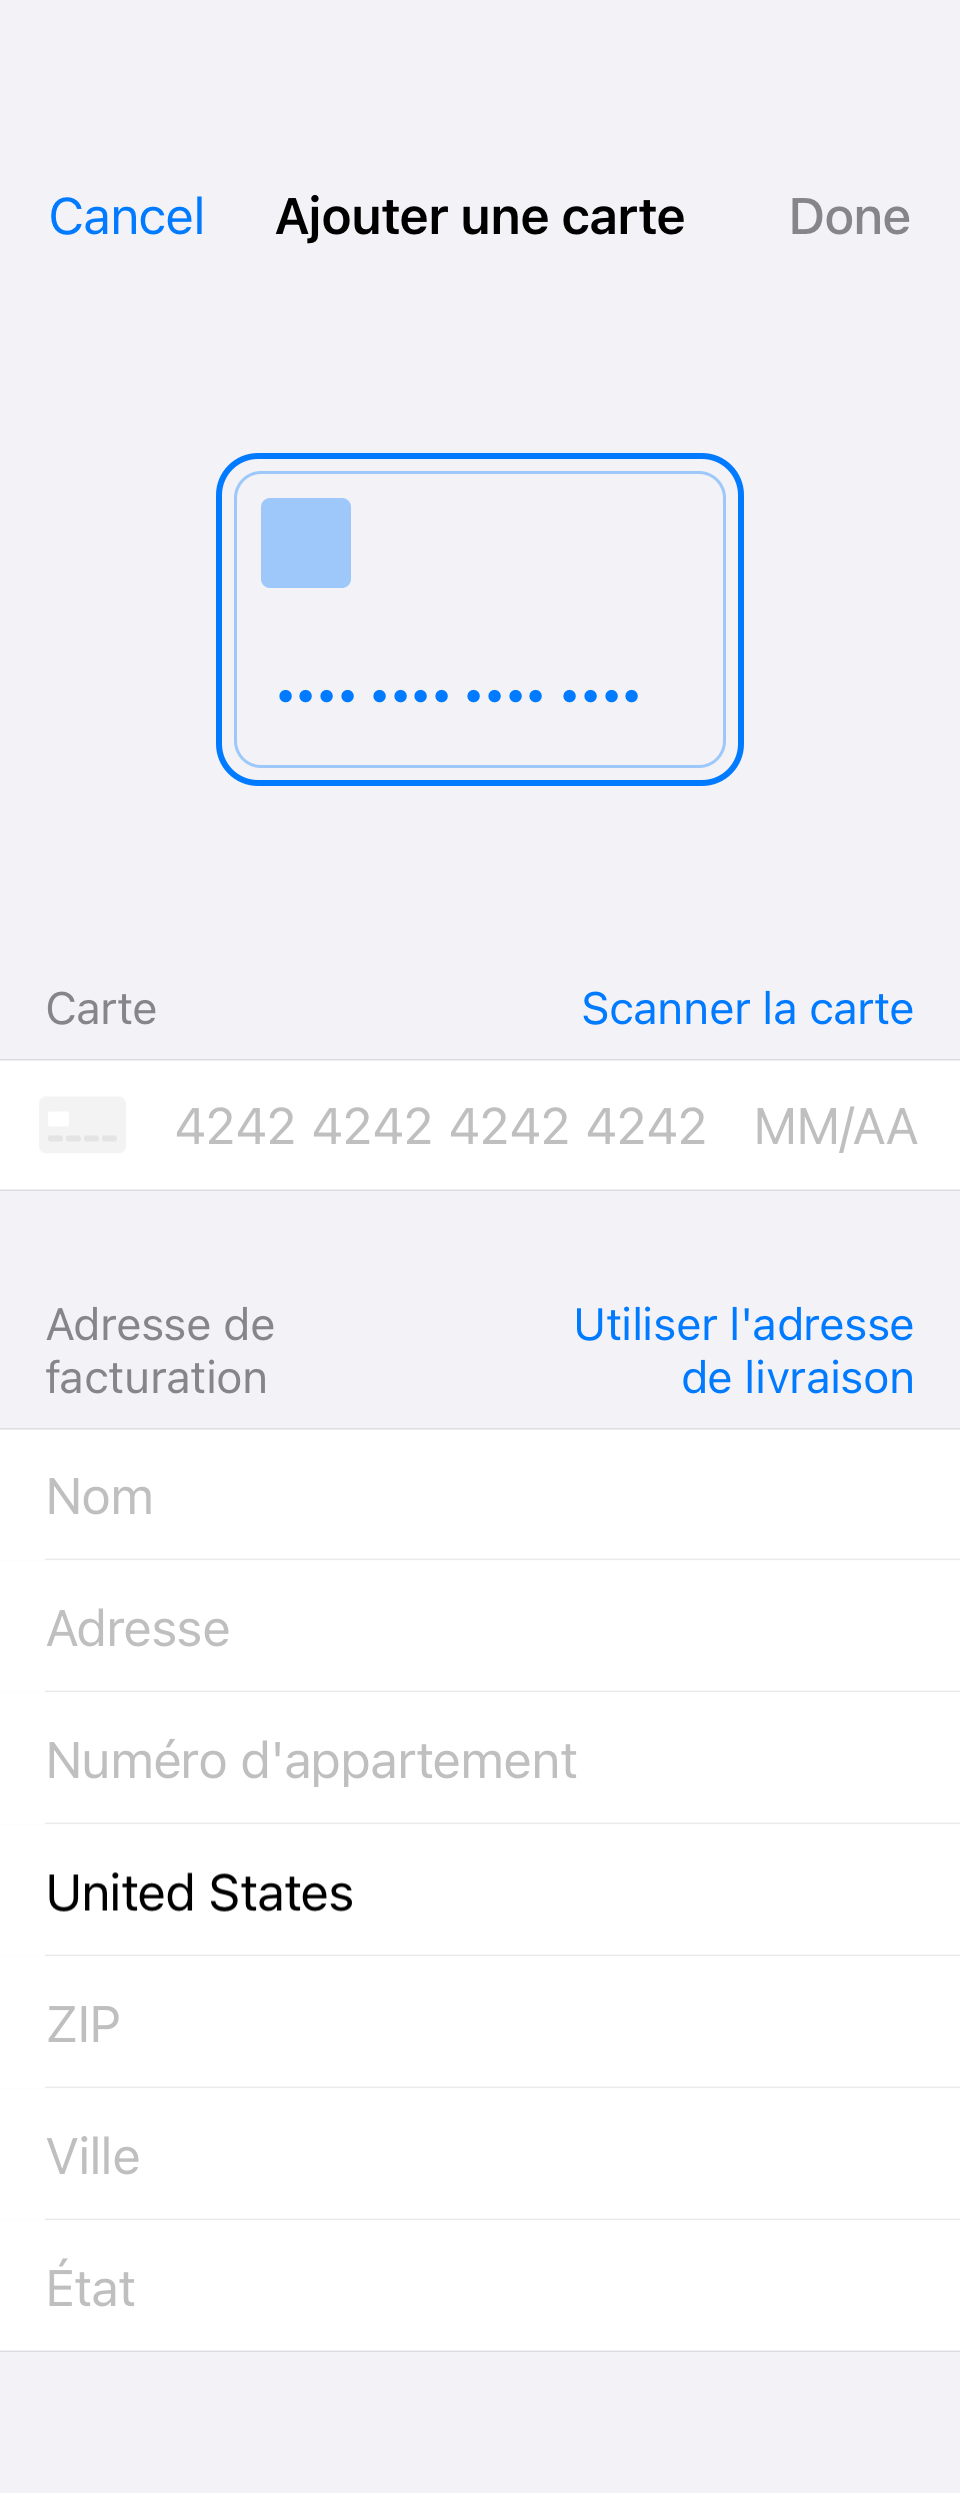 Cancel Ajouter une carte Done
•••• •••• •••• ••••
Carte Scanner la carte
4242 4242 4242 4242 MM/AA
Adresse de
facturation
Utiliser l'adresse
de livraison
Nom
Adresse
Numéro d'appartement
United States
ZIP
Ville
État